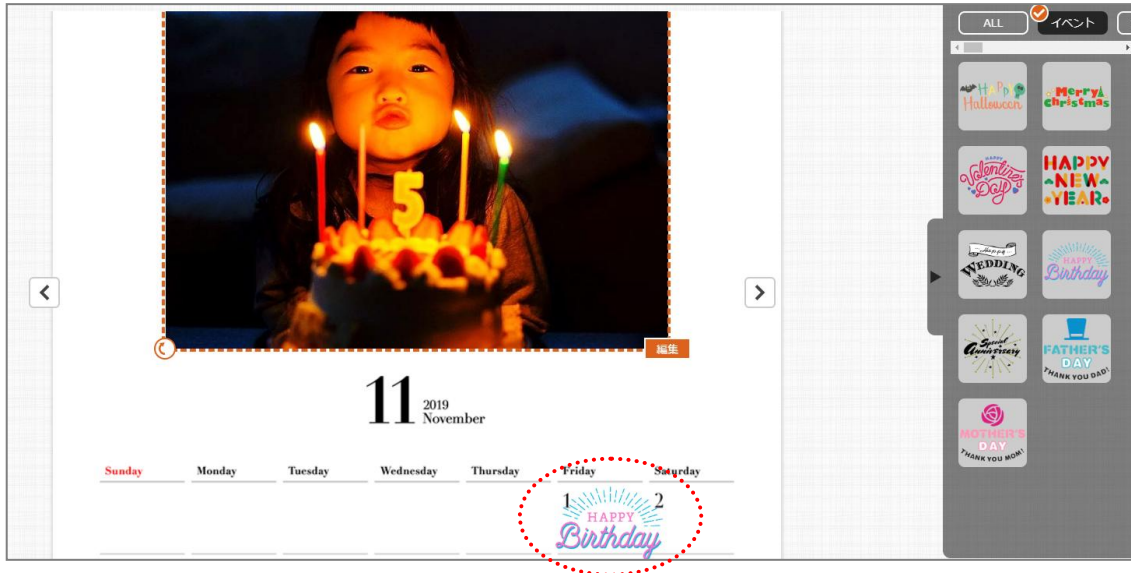 ALL
イベント
HAPPY
Halloween
Merry
Christmas
HAPPY
Valentine's
Day
HAPPY
NEW
YEAR
Happy
WEDDING
HAPPY
Birthday
Special
Anniversary
FATHER'S
DAY
THANK YOU DAD!
MOTHER'S
DAY
THANK YOU MOM!
5
編集
11
2019
November
Sunday Monday Tuesday Wednesday Thursday Friday Saturday
1 2
HAPPY
Birthday